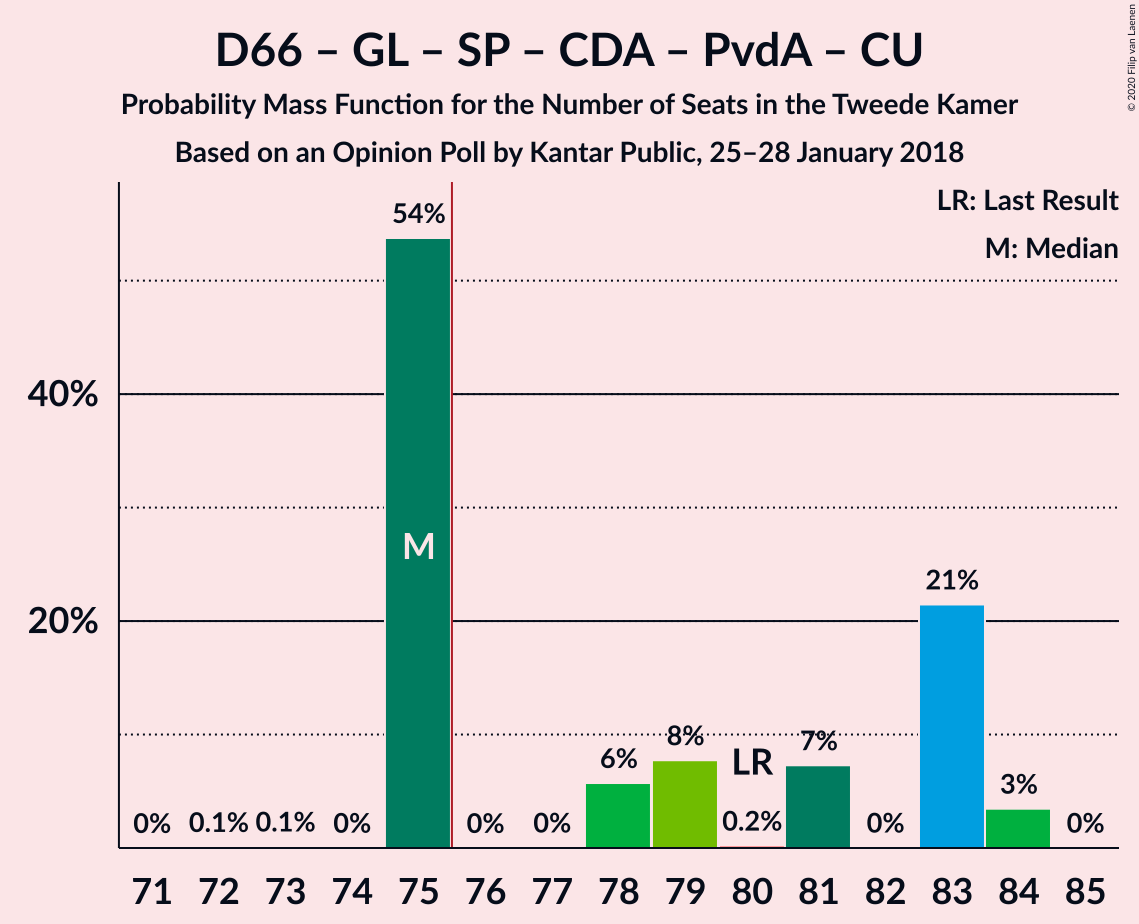 D66 – GL – SP – CDA – PvdA – CU
Probability Mass Function for the Number of Seats in the Tweede Kamer
Based on an Opinion Poll by Kantar Public, 25–28 January 2018
© 2020 Filip van Laenen
LR: Last Result
M: Median
54%
40%
M
21%
20%
8%
7%
6%
LR
3%
0% 0.1% 0.1% 0% 0% 0% 0.2% 0% 0%
71 72 73 74 75 76 77 78 79 80 81 82 83 84 85